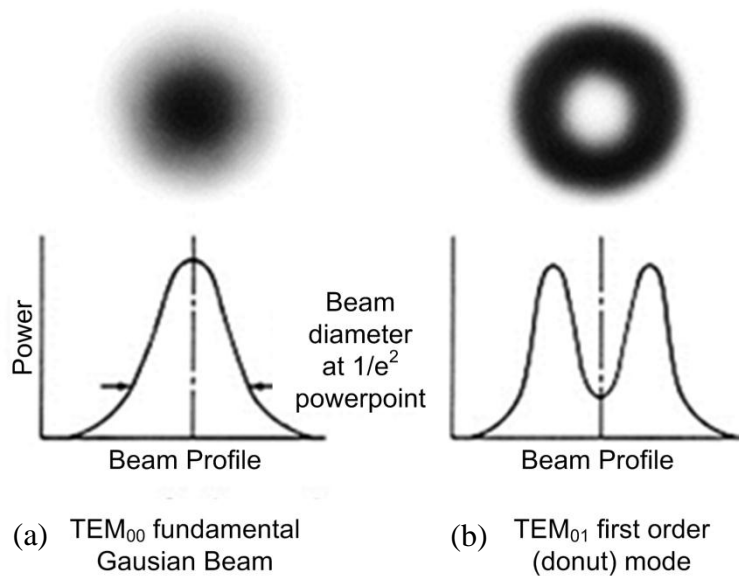 Power
Beam
diameter
at 1/e²
powerpoint
Beam Profile
Beam Profile
(a) TEM₀₀ fundamental
Gausian Beam
(b) TEM₀₁ first order
(donut) mode